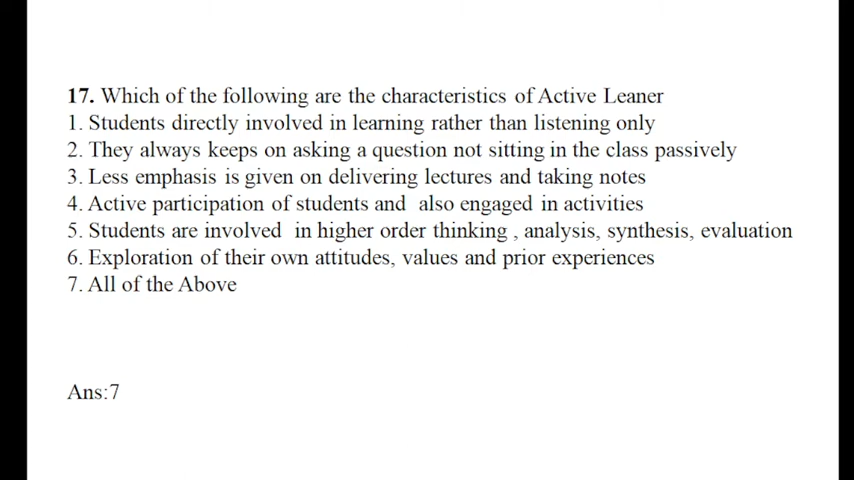 17. Which of the following are the characteristics of Active Leaner
1. Students directly involved in learning rather than listening only
2. They always keeps on asking a question not sitting in the class passively
3. Less emphasis is given on delivering lectures and taking notes
4. Active participation of students and also engaged in activities
5. Students are involved in higher order thinking , analysis, synthesis, evaluation
6. Exploration of their own attitudes, values and prior experiences
7. All of the Above
Ans:7